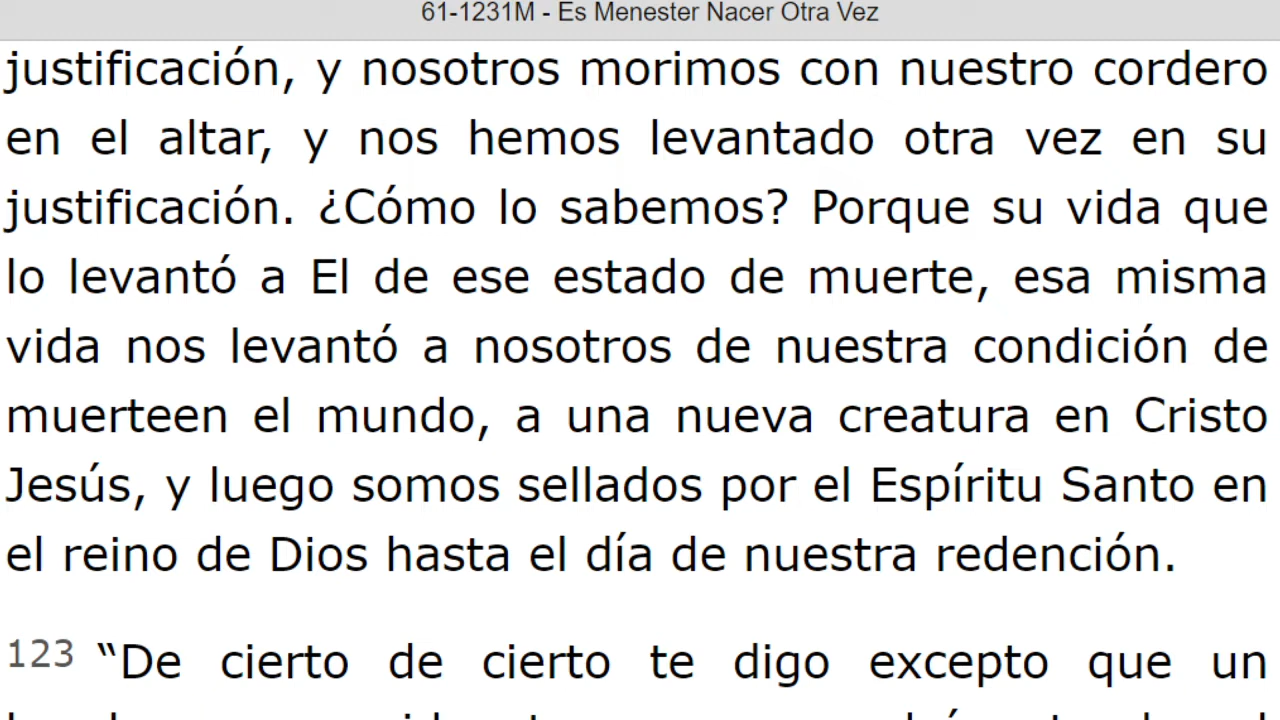 61-1231M - Es Menester Nacer Otra Vez
justificación, y nosotros morimos con nuestro cordero
en el altar, y nos hemos levantado otra vez en su
justificación. ¿Cómo lo sabemos? Porque su vida que
lo levantó a El de ese estado de muerte, esa misma
vida nos levantó a nosotros de nuestra condición de
muerteen el mundo, a una nueva creatura en Cristo
Jesús, y luego somos sellados por el Espíritu Santo en
el reino de Dios hasta el día de nuestra redención.
123 “De cierto de cierto te digo excepto que un